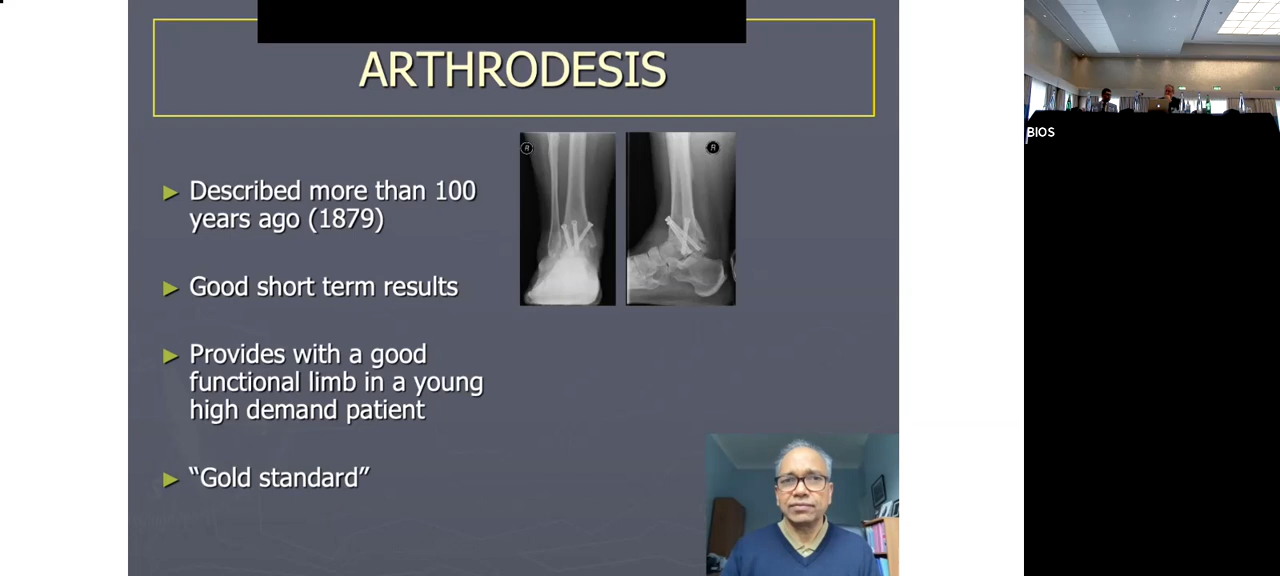 ARTHRODESIS
► Described more than 100
years ago (1879)
► Good short term results
► Provides with a good
functional limb in a young
high demand patient
► “Gold standard”
R
R
BIOS